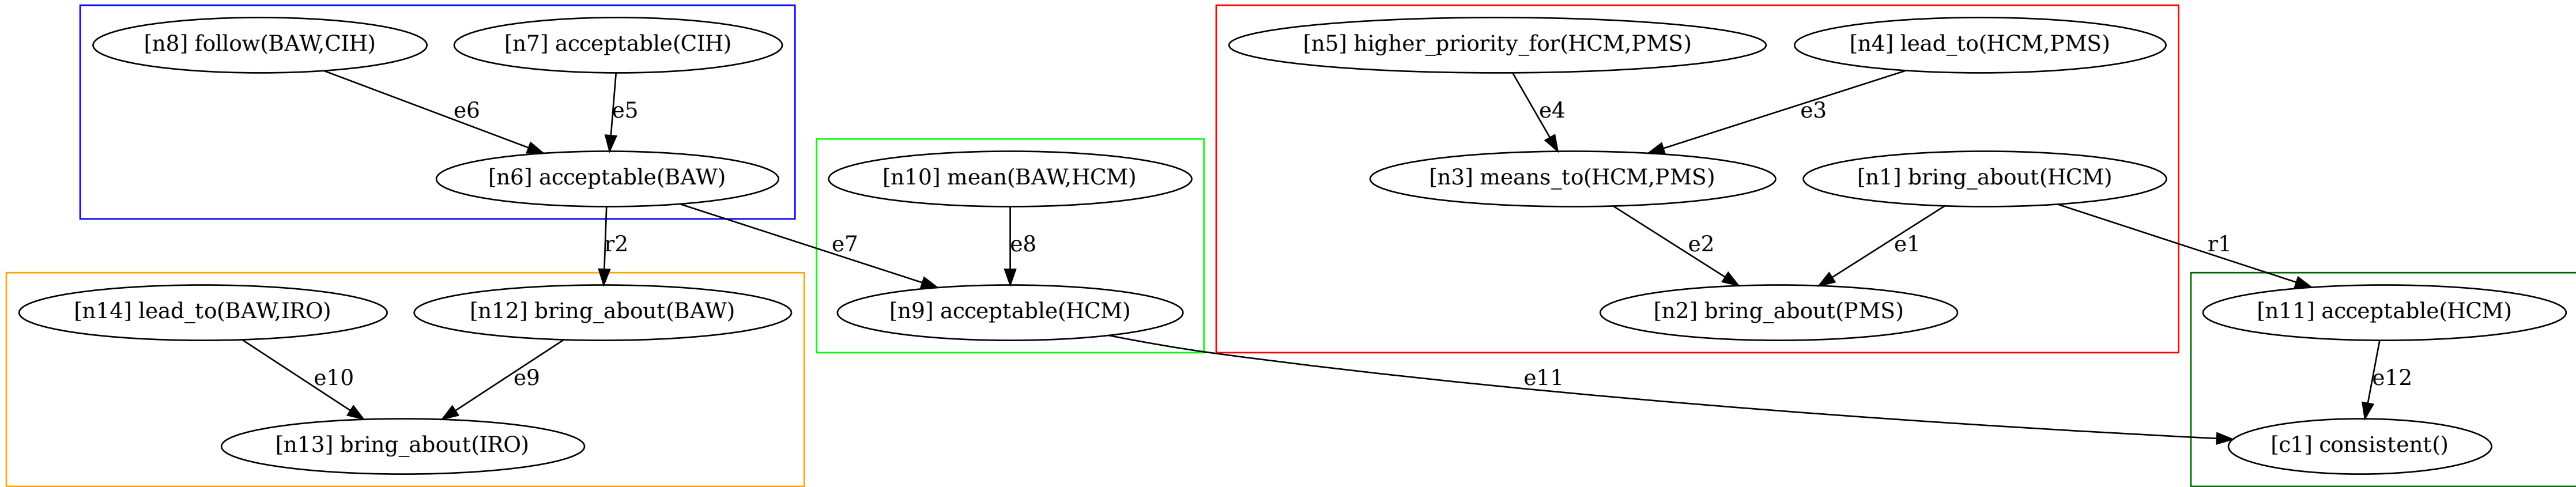 [n8] follow(BAW,CIH)
[n7] acceptable(CIH)
[n5] higher_priority_for(HCM,PMS)
[n4] lead_to(HCM,PMS)
e6
e5
e4
e3
[n6] acceptable(BAW)
[n10] mean(BAW,HCM)
[n3] means_to(HCM,PMS)
[n1] bring_about(HCM)
r2
e7
e8
e2
e1
r1
[n14] lead_to(BAW,IRO)
[n12] bring_about(BAW)
[n9] acceptable(HCM)
[n2] bring_about(PMS)
[n11] acceptable(HCM)
e10
e9
e11
e12
[n13] bring_about(IRO)
[c1] consistent()